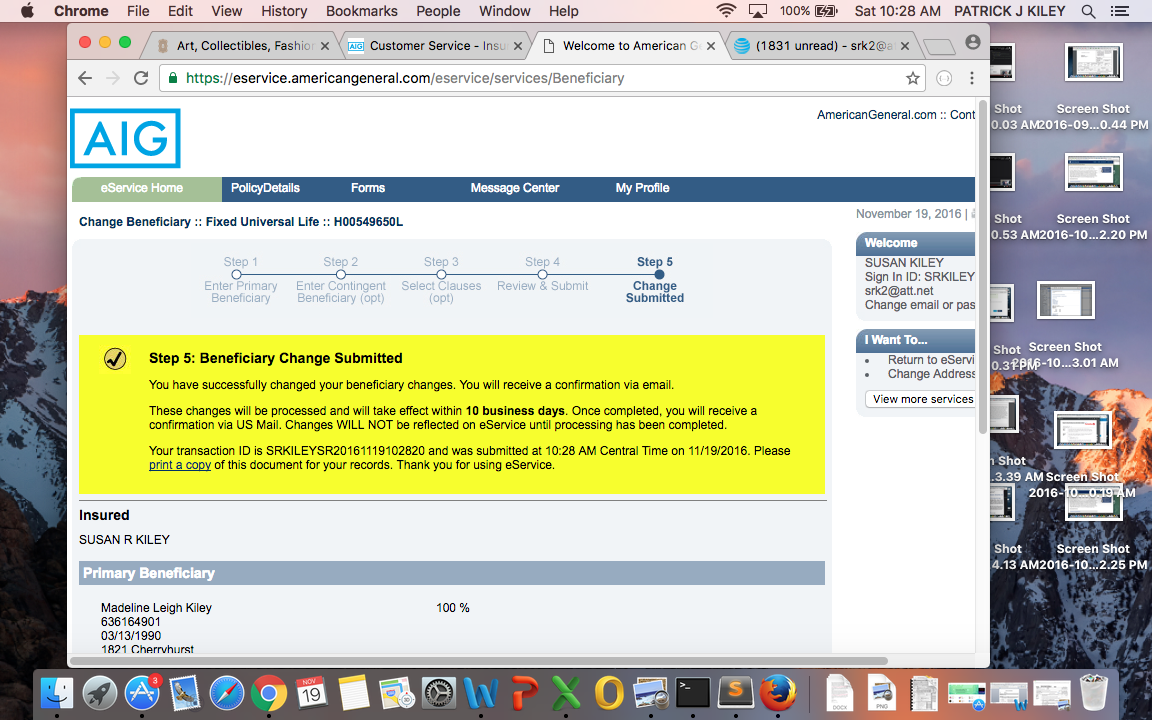 Chrome File Edit View History Bookmarks People Window Help 100% Sat 10:28 AM PATRICK J KILEY
Art, Collectibles, Fashion Customer Service - Insu Welcome to American Ge (1831 unread) - srk2@a
https://eservice.americangeneral.com/eservice/services/Beneficiary
AIG
AmericanGeneral.com :: Cont
eService Home PolicyDetails Forms Message Center My Profile
Change Beneficiary :: Fixed Universal Life :: H00549650L
November 19, 2016 |
Step 1 Step 2 Step 3 Step 4 Step 5
Enter Primary Enter Contingent Select Clauses Review & Submit Change
Beneficiary Beneficiary (opt) (opt) Submitted
Welcome
SUSAN KILEY
Sign In ID: SRKILEY
srk2@att.net
Change email or pas
I Want To...
Return to eServi
Change Address
View more services
Step 5: Beneficiary Change Submitted
You have successfully changed your beneficiary changes. You will receive a confirmation via email.
These changes will be processed and will take effect within 10 business days. Once completed, you will receive a
confirmation via US Mail. Changes WILL NOT be reflected on eService until processing has been completed.
Your transaction ID is SRKILEYSR20161119102820 and was submitted at 10:28 AM Central Time on 11/19/2016. Please
print a copy of this document for your records. Thank you for using eService.
Insured
SUSAN R KILEY
Primary Beneficiary
Madeline Leigh Kiley 100 %
636164901
03/13/1990
1821 Cherryhurst
Shot Screen Shot
0.03 AM 2016-09...0.44 PM
Shot Screen Shot
0.53 AM 2016-10...2.20 PM
Shot Screen Shot
0.31 PM 2016-10...3.01 AM
n Shot Screen Shot
..3.39 AM 2016-10...0.19 AM
Shot Screen Shot
4.13 AM 2016-10...2.25 PM
3
NOV
19
DOCX
PNG